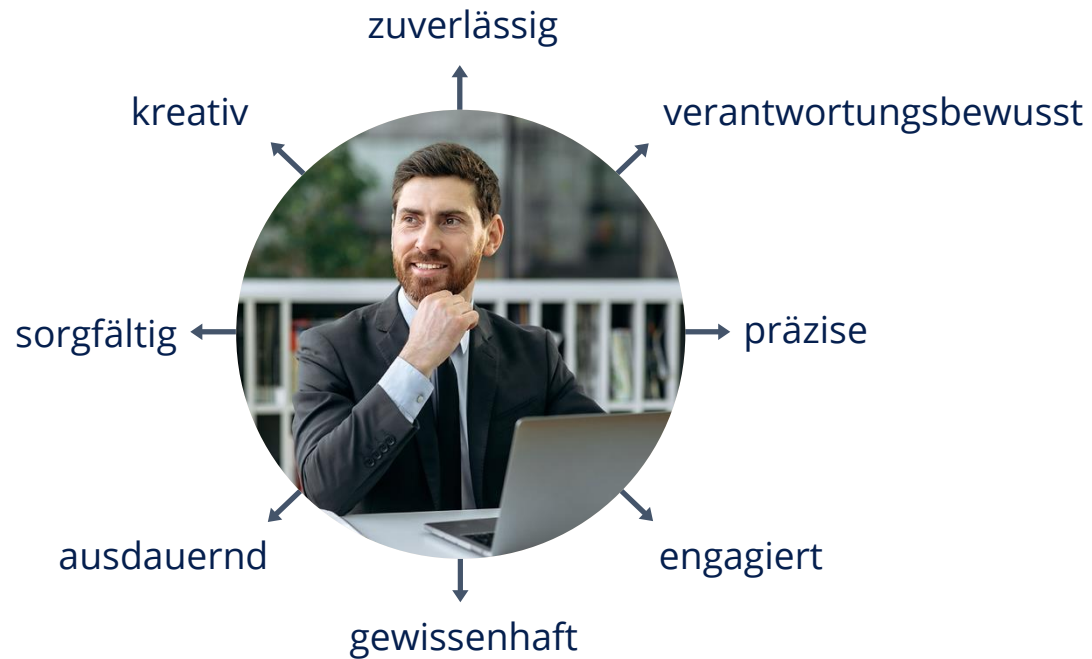 zuverlässig
kreativ
verantwortungsbewusst
sorgfältig
präzise
ausdauernd
engagiert
gewissenhaft